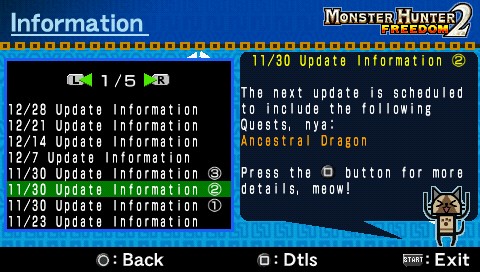 Information
MONSTER HUNTER
FREEDOM 2
L 1/5 R
12/28 Update Information
12/21 Update Information
12/14 Update Information
12/7 Update Information
11/30 Update Information ③
11/30 Update Information ②
11/30 Update Information ①
11/23 Update Information
11/30 Update Information ②
The next update is scheduled
to include the following
Quests, nya:
Ancestral Dragon
Press the □ button for more
details, meow!
○: Back
□: Dtls
START: Exit